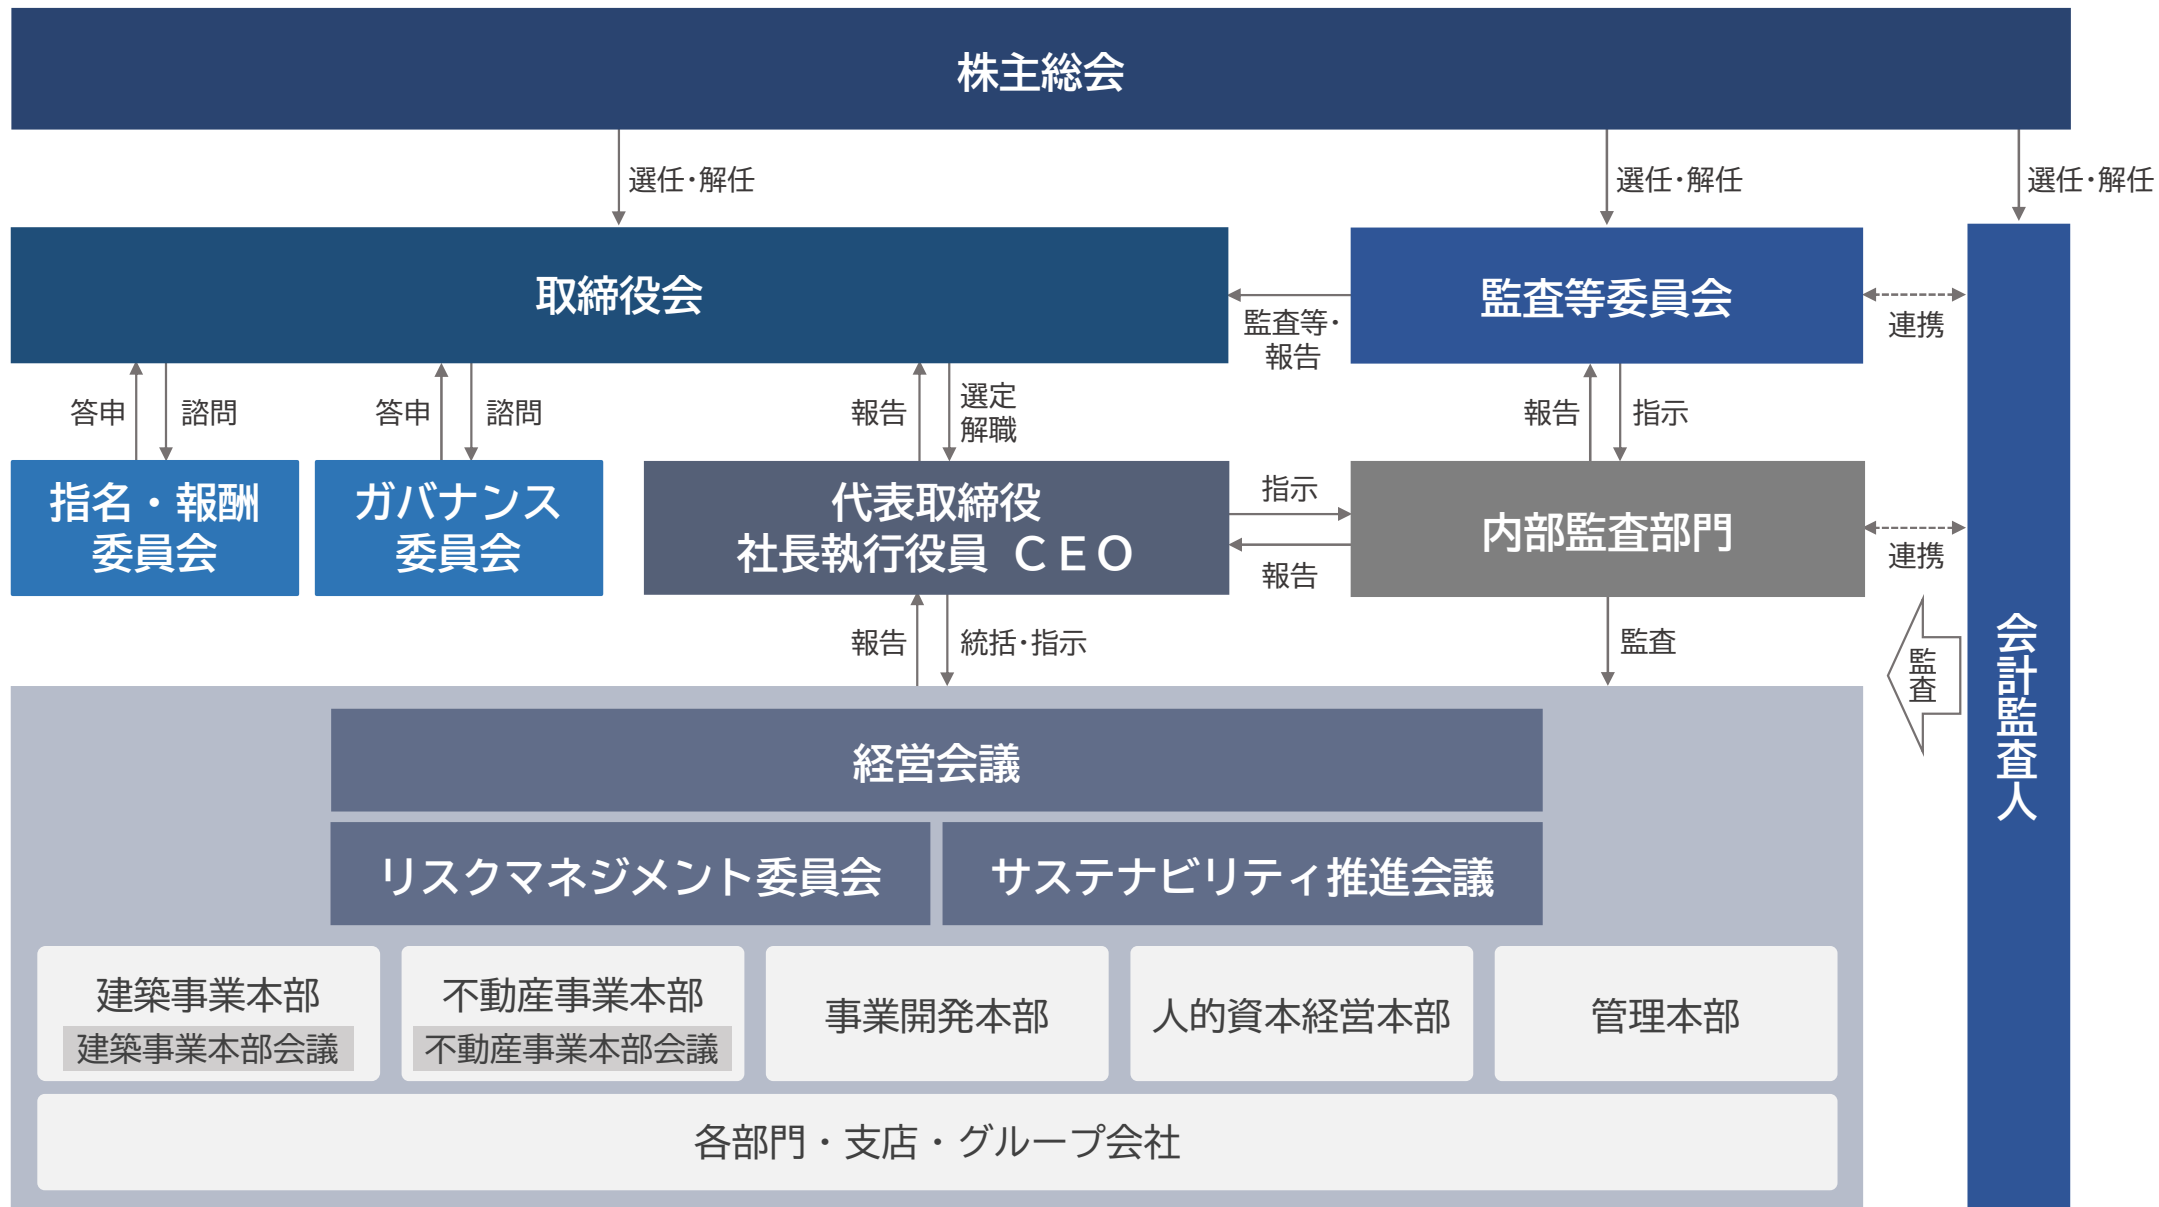 株主総会
選任・解任
選任・解任
選任・解任
取締役会
監査等委員会
監査等・
報告
連携
答申
諮問
答申
諮問
報告
選定
解職
報告
指示
指名・報酬
委員会
ガバナンス
委員会
代表取締役
社長執行役員 ＣＥＯ
指示
報告
内部監査部門
連携
報告
統括・指示
監査
監査
会計監査人
経営会議
リスクマネジメント委員会
サステナビリティ推進会議
建築事業本部
建築事業本部会議
不動産事業本部
不動産事業本部会議
事業開発本部
人的資本経営本部
管理本部
各部門・支店・グループ会社